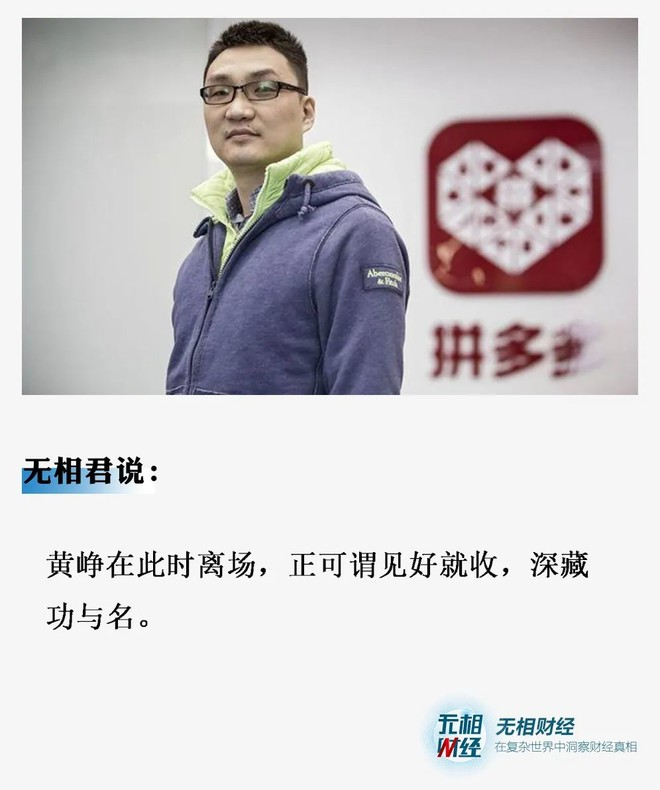 Abercrombie
& Fitch
拼多多
无相君说：
黄峥在此时离场，正可谓见好就收，深藏
功与名。
无相
财经
无相财经
在复杂世界中洞察财经真相